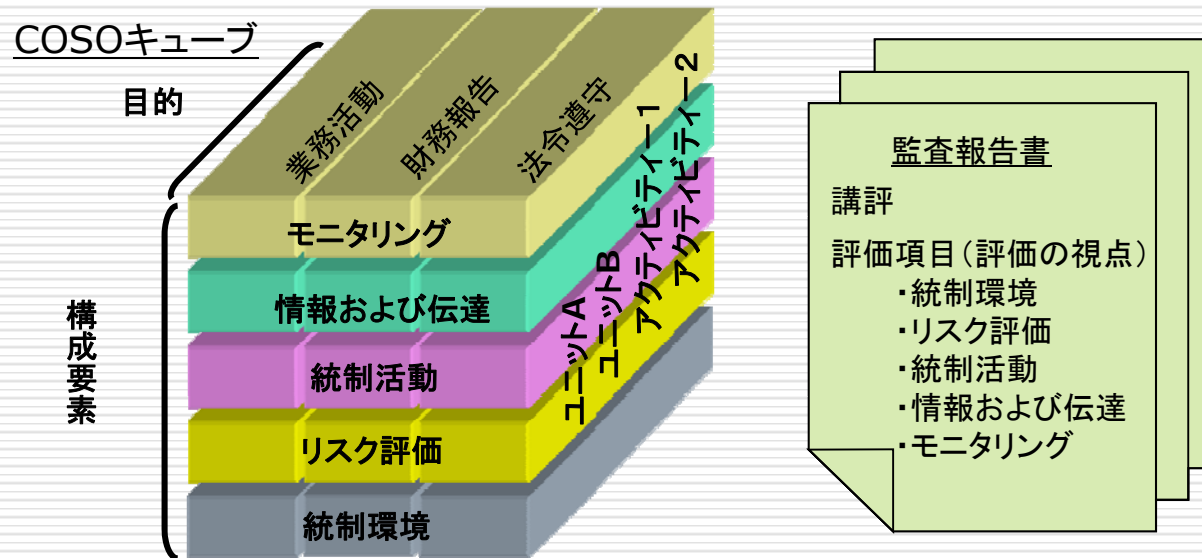 COSOキューブ
目的
業務活動
財務報告
法令遵守
構成要素
モニタリング
情報および伝達
統制活動
リスク評価
統制環境
ユニットA
ユニットB
アクティビティー1
アクティビティー2
監査報告書
講評
評価項目(評価の視点)
・統制環境
・リスク評価
・統制活動
・情報および伝達
・モニタリング